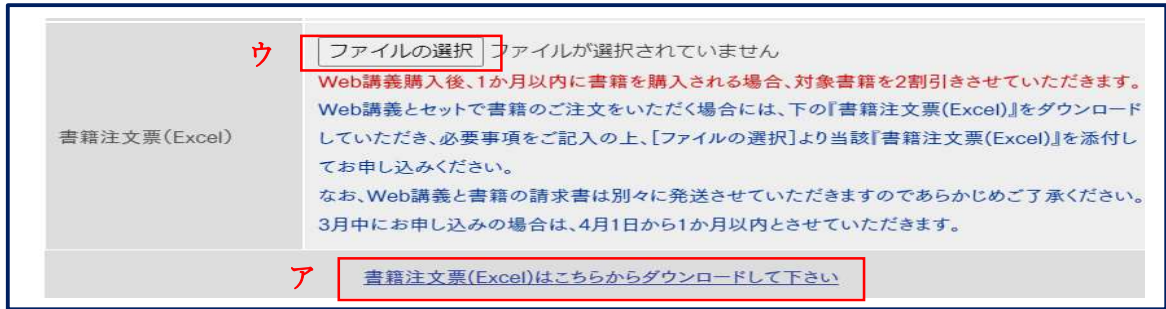 ウ
ファイルの選択 ファイルが選択されていません
Web講義購入後、1か月以内に書籍を購入される場合、対象書籍を2割引きさせていただきます。
Web講義とセットで書籍のご注文をいただく場合には、下の『書籍注文票(Excel)』をダウンロード
書籍注文票(Excel)
していただき、必要事項をご記入の上、[ファイルの選択]より当該『書籍注文票(Excel)』を添付し
てお申し込みください。
なお、Web講義と書籍の請求書は別々に発送させていただきますのであらかじめご了承ください。
3月中にお申し込みの場合は、4月1日から1か月以内とさせていただきます。
ア
書籍注文票(Excel)はこちらからダウンロードして下さい